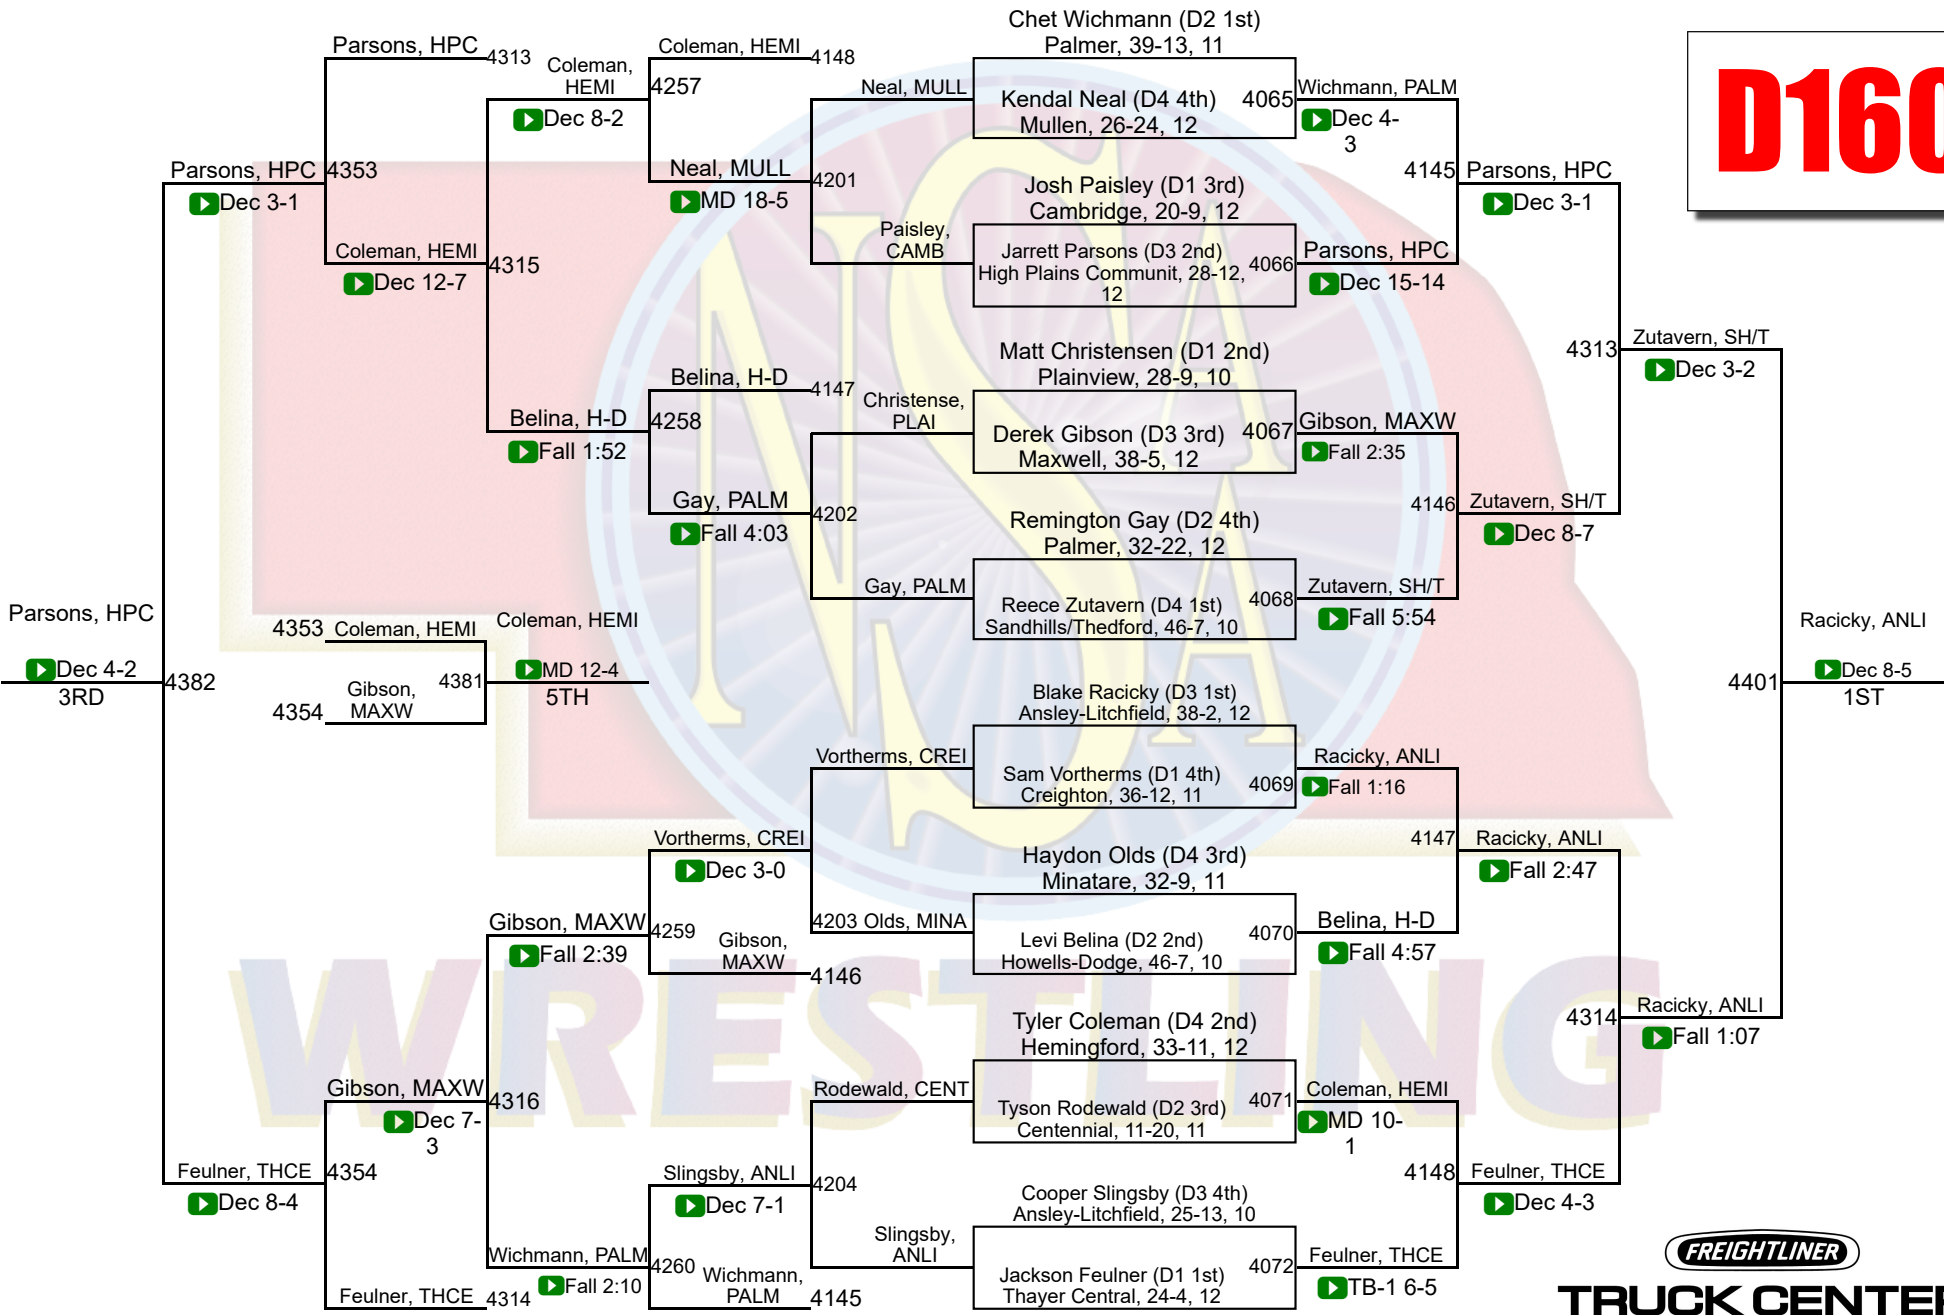 Chet Wichmann (D2 1st)
Palmer, 39-13, 11
Kendal Neal (D4 4th)
Mullen, 26-24, 12
4065
Josh Paisley (D1 3rd)
Cambridge, 20-9, 12
Jarrett Parsons (D3 2nd)
High Plains Communit, 28-12,
12
4066
Matt Christensen (D1 2nd)
Plainview, 28-9, 10
Derek Gibson (D3 3rd)
Maxwell, 38-5, 12
4067
Remington Gay (D2 4th)
Palmer, 32-22, 12
Reece Zutavern (D4 1st)
Sandhills/Thedford, 46-7, 10
4068
Blake Racicky (D3 1st)
Ansley-Litchfield, 38-2, 12
Sam Vortherms (D1 4th)
Creighton, 36-12, 11
4069
Haydon Olds (D4 3rd)
Minatare, 32-9, 11
Levi Belina (D2 2nd)
Howells-Dodge, 46-7, 10
4070
Tyler Coleman (D4 2nd)
Hemingford, 33-11, 12
Tyson Rodewald (D2 3rd)
Centennial, 11-20, 11
4071
Cooper Slingsby (D3 4th)
Ansley-Litchfield, 25-13, 10
Jackson Feulner (D1 1st)
Thayer Central, 24-4, 12
4072
Wichmann, PALM
Dec 4-
3
4145
Parsons, HPC
Dec 15-14
Gibson, MAXW
Fall 2:35
4146
Zutavern, SH/T
Fall 5:54
Racicky, ANLI
Fall 1:16
4147
Belina, H-D
Fall 4:57
Coleman, HEMI
MD 10-
1
4148
Feulner, THCE
TB-1 6-5
Parsons, HPC
Dec 3-1
4313
Zutavern, SH/T
Dec 8-7
Racicky, ANLI
Fall 2:47
4314
Feulner, THCE
Dec 4-3
Zutavern, SH/T
Dec 3-2
4401
Racicky, ANLI
Fall 1:07
Racicky, ANLI
Dec 8-5
1ST
Neal, MULL
4201
Paisley,
CAMB
Christense,
PLAI
4202
Gay, PALM
Vortherms, CREI
4203 Olds, MINA
Rodewald, CENT
4204
Slingsby,
ANLI
Coleman, HEMI
4148
4257
Neal, MULL
MD 18-5
Belina, H-D
4147
4258
Gay, PALM
Fall 4:03
Vortherms, CREI
Dec 3-0
4259
Gibson,
MAXW
4146
Slingsby, ANLI
Dec 7-1
4260
Wichmann,
PALM
4145
Coleman,
HEMI
Dec 8-2
4315
Belina, H-D
Fall 1:52
Gibson, MAXW
Fall 2:39
4316
Wichmann, PALM
Fall 2:10
Parsons, HPC
4313
4353
Coleman, HEMI
Dec 12-7
Gibson, MAXW
Dec 7-
3
4354
Feulner, THCE
4314
Parsons, HPC
Dec 3-1
4382
Feulner, THCE
Dec 8-4
Parsons, HPC
Dec 4-2
3RD
4353 Coleman, HEMI
4381
4354
Gibson,
MAXW
Coleman, HEMI
MD 12-4
5TH
D160
NSAA
WRESTLING
FREIGHTLINER
TRUCK CENTER